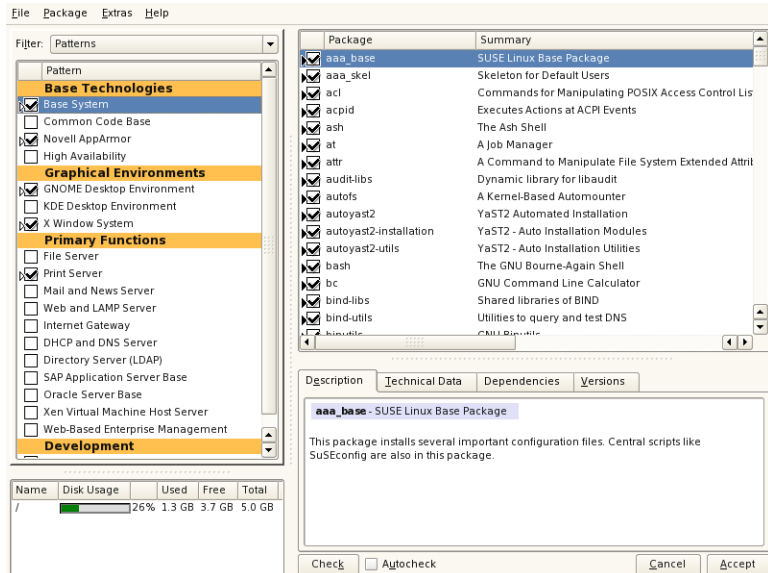 File Package Extras Help
Filter: Patterns
Pattern
Base Technologies
Base System
Common Code Base
Novell AppArmor
High Availability
Graphical Environments
GNOME Desktop Environment
KDE Desktop Environment
X Window System
Primary Functions
File Server
Print Server
Mail and News Server
Web and LAMP Server
Internet Gateway
DHCP and DNS Server
Directory Server (LDAP)
SAP Application Server Base
Oracle Server Base
Xen Virtual Machine Host Server
Web-Based Enterprise Management
Development
Name Disk Usage Used Free Total
/ 26% 1.3 GB 3.7 GB 5.0 GB
Package Summary
aaa_base SUSE Linux Base Package
aaa_skel Skeleton for Default Users
acl Commands for Manipulating POSIX Access Control Lis
acpid Executes Actions at ACPI Events
ash The Ash Shell
at A Job Manager
attr A Command to Manipulate File System Extended Attrib
audit-libs Dynamic library for libaudit
autofs A Kernel-Based Automounter
autoyast2 YaST2 Automated Installation
autoyast2-installation YaST2 - Auto Installation Modules
autoyast2-utils YaST2 - Auto Installation Utilities
bash The GNU Bourne-Again Shell
bc GNU Command Line Calculator
bind-libs Shared libraries of BIND
bind-utils Utilities to query and test DNS
binutils GNU Binutils
Description Technical Data Dependencies Versions
aaa_base - SUSE Linux Base Package
This package installs several important configuration files. Central scripts like
SuSEconfig are also in this package.
Check Autocheck Cancel Accept